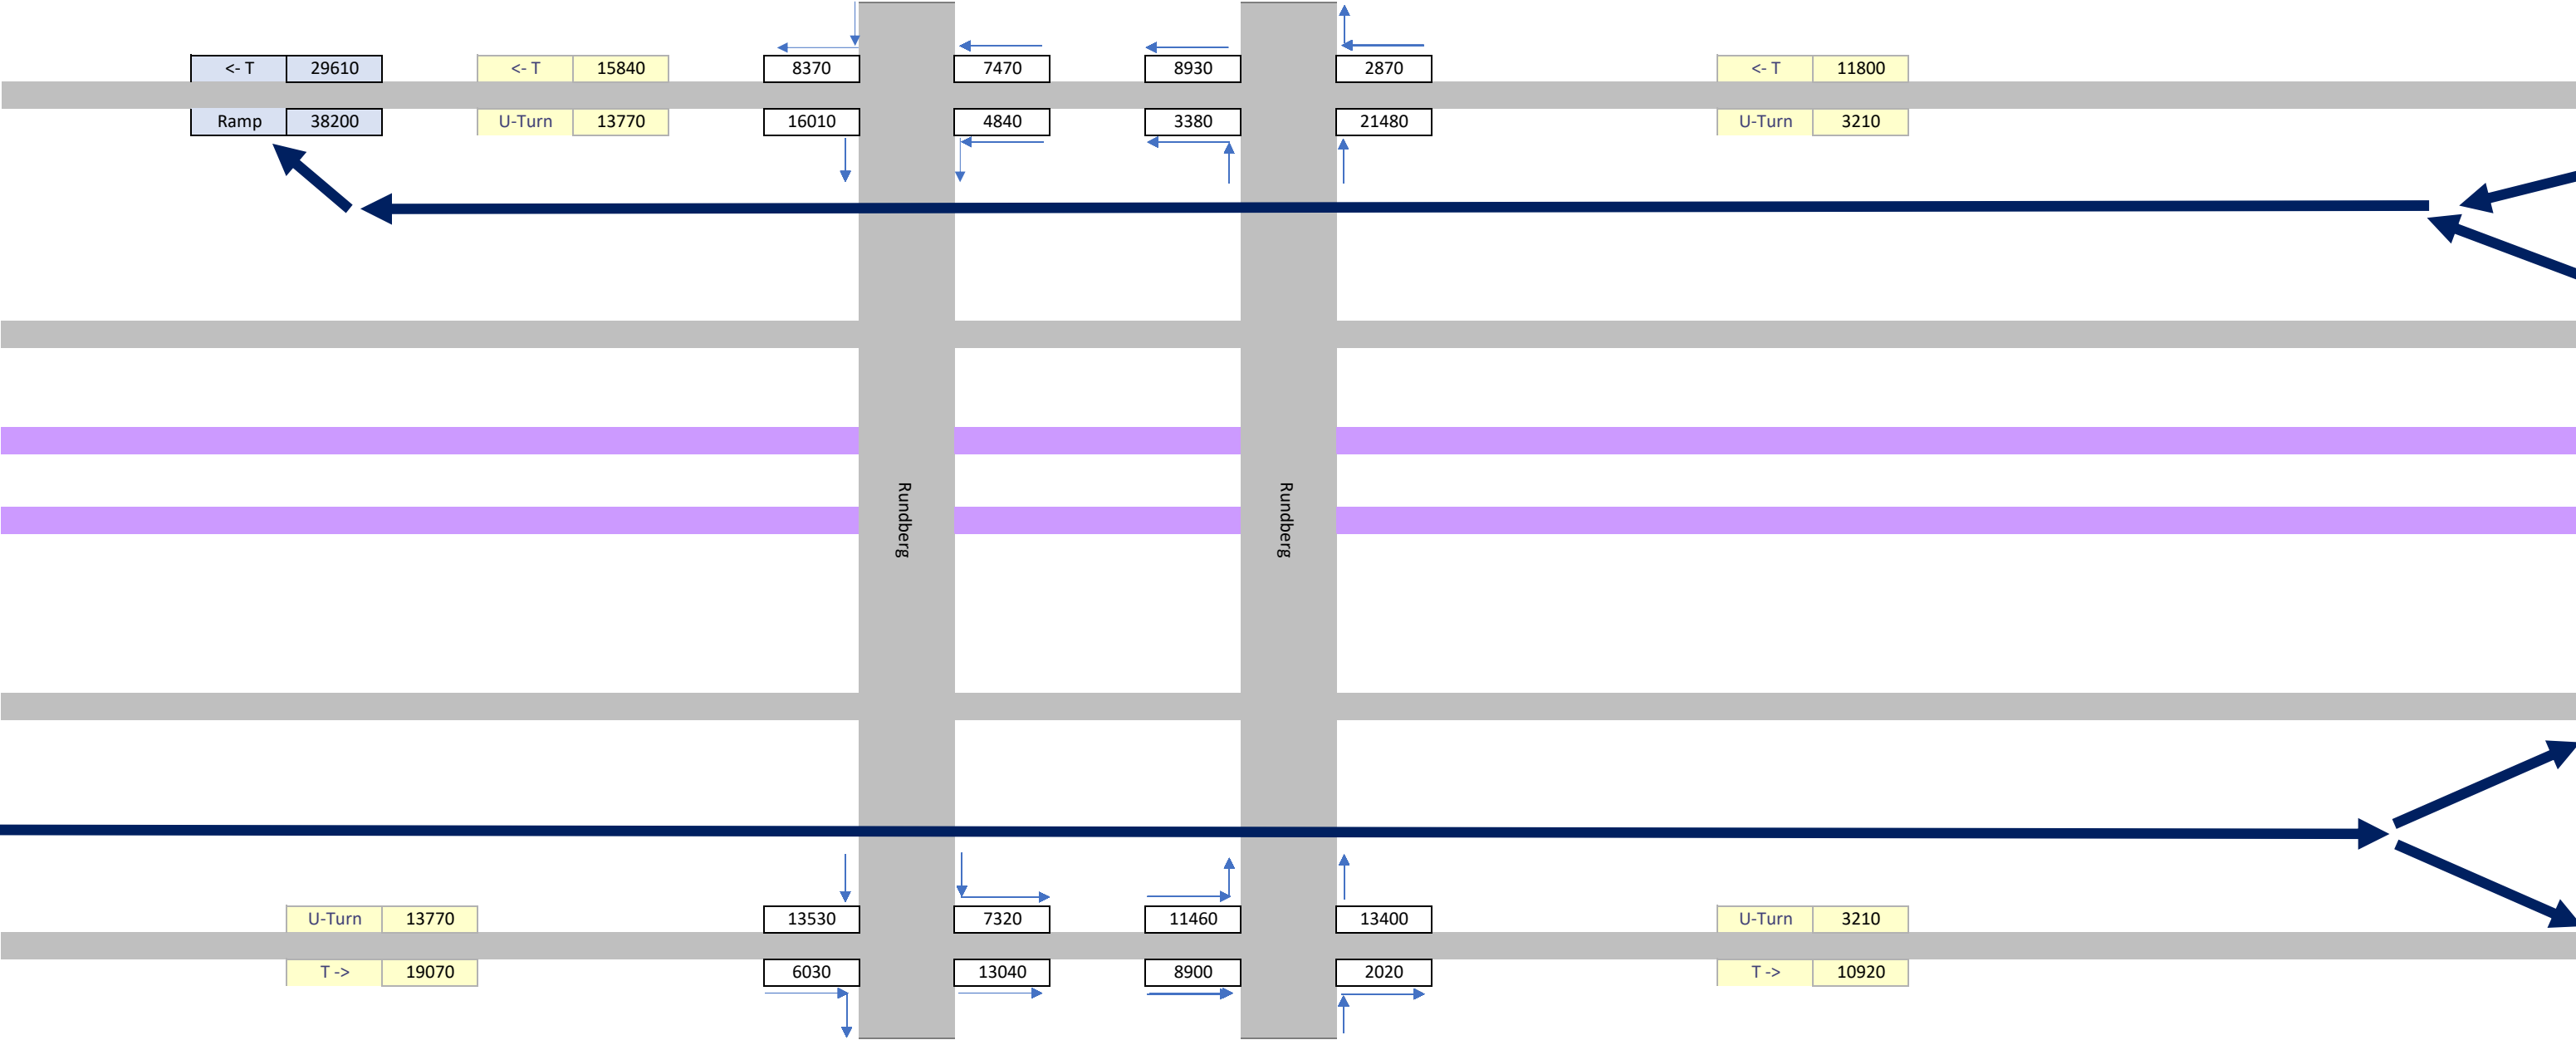 <- T 29610 <- T 15840 8370 7470 8930 2870 <- T 11800
Ramp 38200 U-Turn 13770 16010 4840 3380 21480 U-Turn 3210
Rundberg Rundberg
U-Turn 13770 13530 7320 11460 13400 U-Turn 3210
T -> 19070 6030 13040 8900 2020 T -> 10920